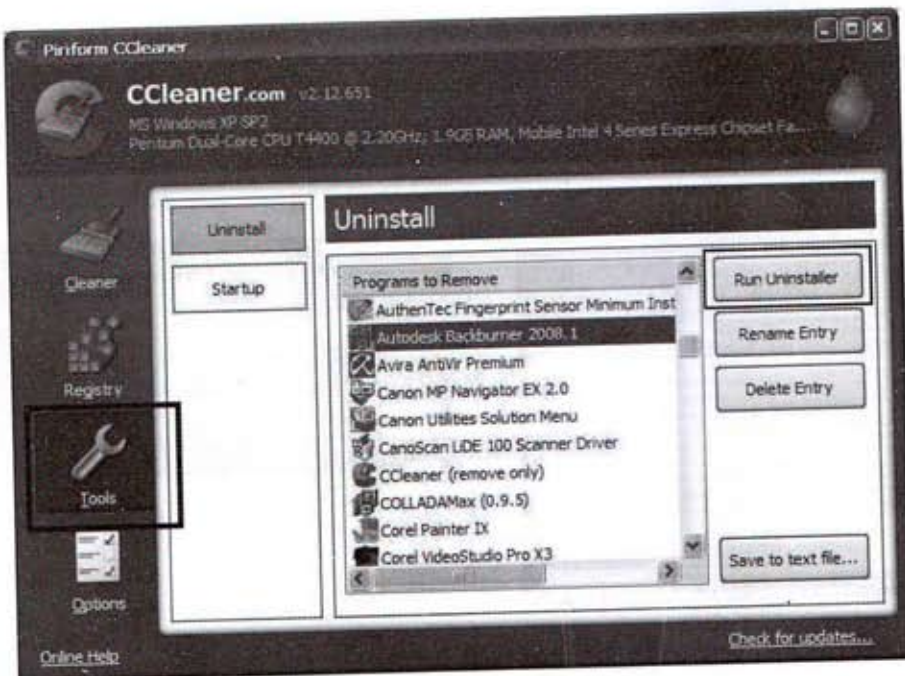 Piriform CCleaner
CCleaner.com v2.12.651
MS Windows XP SP2
Pentium Dual-Core CPU T4400 @ 2.20GHz; 1.9GB RAM, Mobile Intel 4 Series Express Chipset Fa...
Cleaner
Registry
Tools
Options
Online Help
Uninstall
Startup
Uninstall
Programs to Remove
AuthenTec Fingerprint Sensor Minimum Inst
Autodesk Backburner 2008.1
Avira AntiVir Premium
Canon MP Navigator EX 2.0
Canon Utilities Solution Menu
CanoScan LiDE 100 Scanner Driver
CCleaner (remove only)
COLLADAMax (0.9.5)
Corel Painter IX
Corel VideoStudio Pro X3
Run Uninstaller
Rename Entry
Delete Entry
Save to text file...
Check for updates...